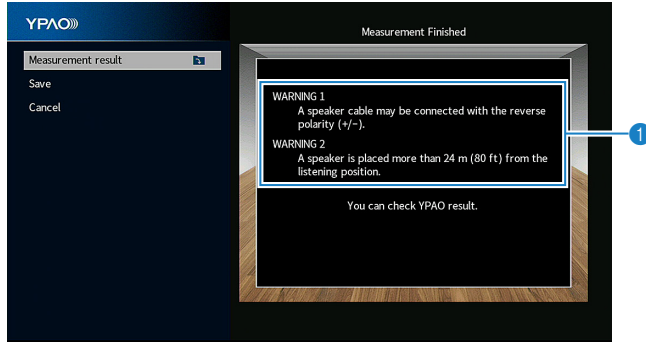 YPAO
Measurement Finished
Measurement result
Save
Cancel
WARNING 1
A speaker cable may be connected with the reverse
polarity (+/-).
WARNING 2
A speaker is placed more than 24 m (80 ft) from the
listening position.
You can check YPAO result.
1